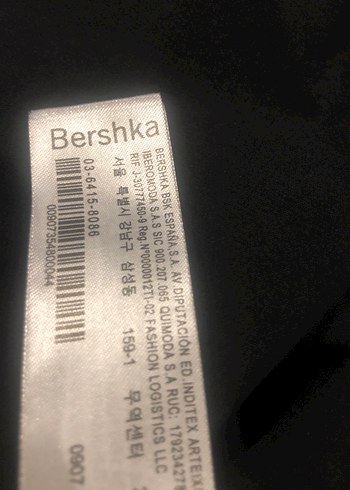 Bershka
BERSHKA BSK ESPAÑA,S.A. AV DIPUTACIÓN ED.INDITEX ARTEIX
IBEROMODA S.A.S SIC 900.207.065 QUIMODA S.A RUC: 179234278
RIF J-30777450-9 Reg.Nº0000012TI-02 FASHION LOGISTICS LLC
서울 특별시 강남구 삼성동 159-1 무역센터
03-6415-8086
00907354800044
0907